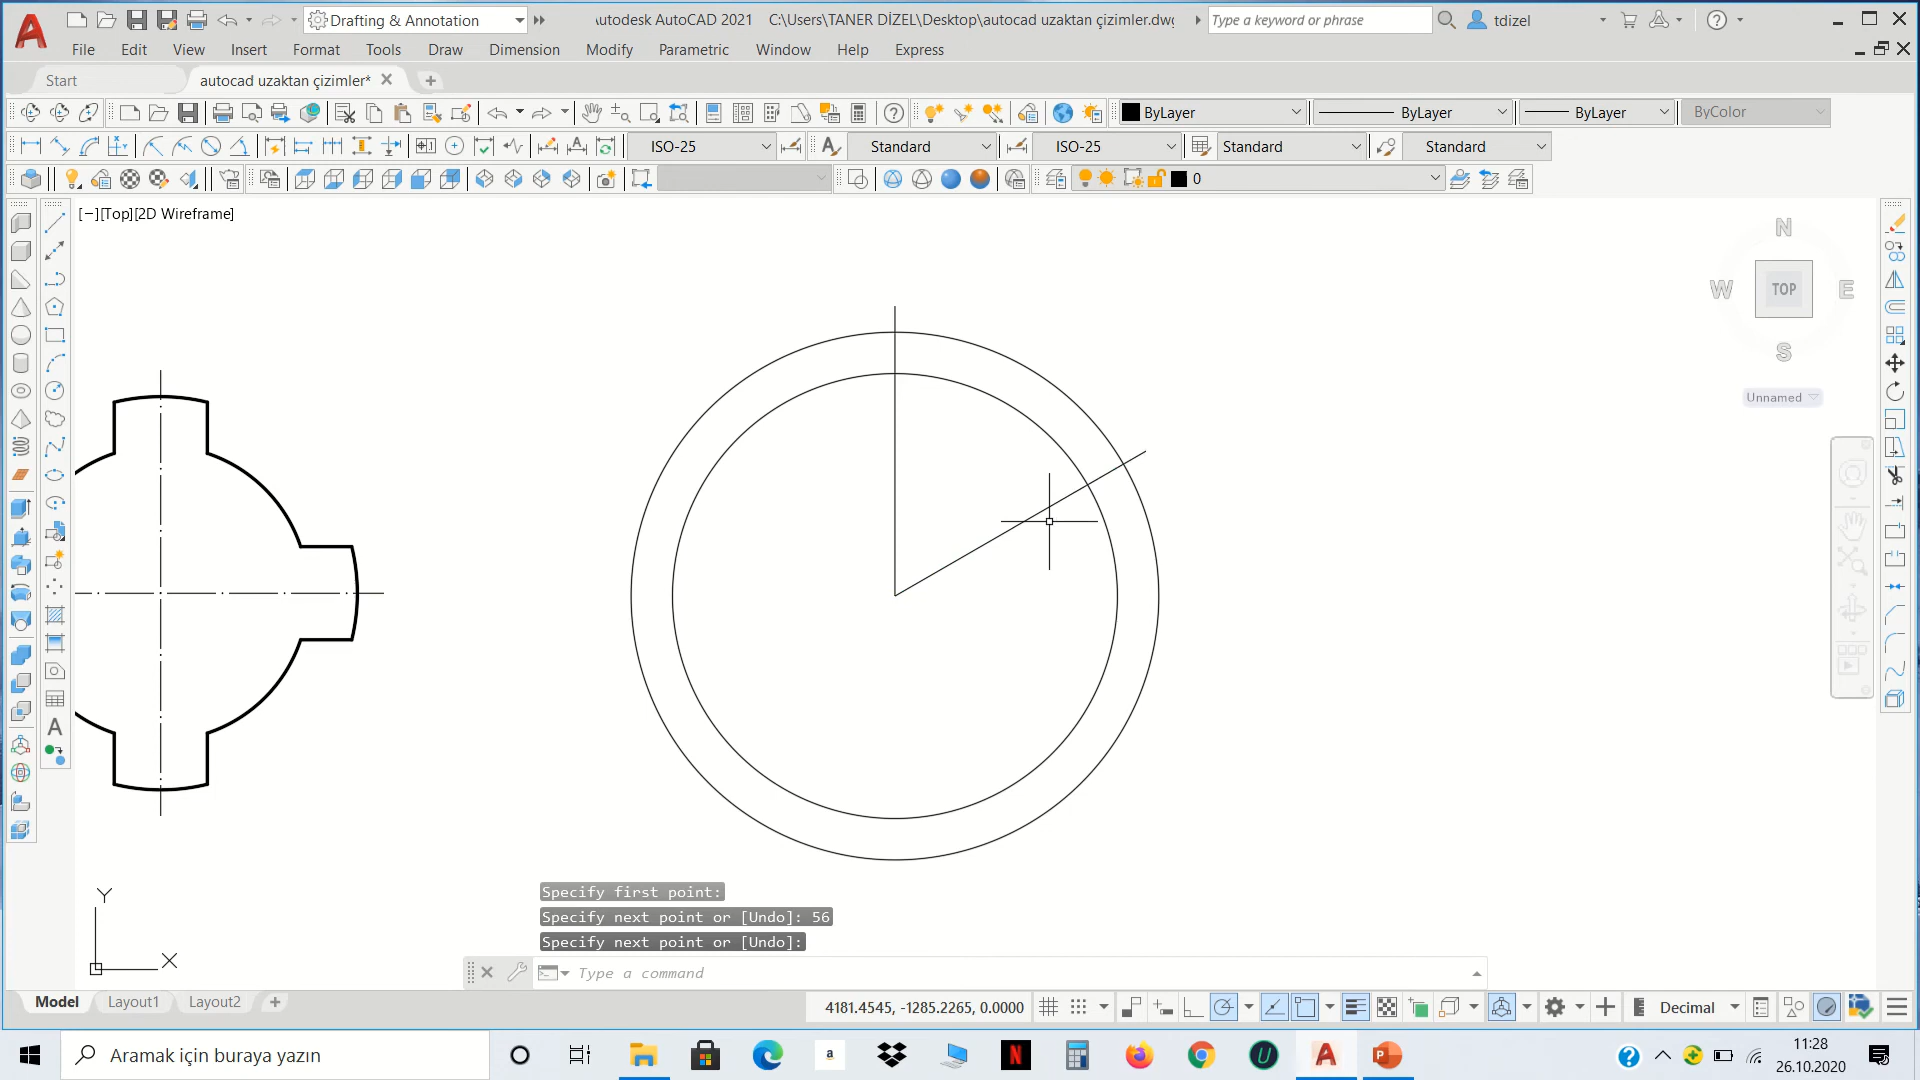 Drafting & Annotation
utodesk AutoCAD 2021 C:\Users\TANER DİZEL\Desktop\autocad uzaktan çizimler.dwg
Type a keyword or phrase
tdizel
File Edit View Insert Format Tools Draw Dimension Modify Parametric Window Help Express
Start
autocad uzaktan çizimler*
ByLayer
ByLayer
ByLayer
ByColor
ISO-25
Standard
ISO-25
Standard
Standard
0
[−][Top][2D Wireframe]
N
W
TOP
E
S
Unnamed
A
Y
X
Specify first point:
Specify next point or [Undo]: 56
Specify next point or [Undo]:
Type a command
Model Layout1 Layout2
4181.4545, -1285.2265, 0.0000
Decimal
Aramak için buraya yazın
11:28
26.10.2020